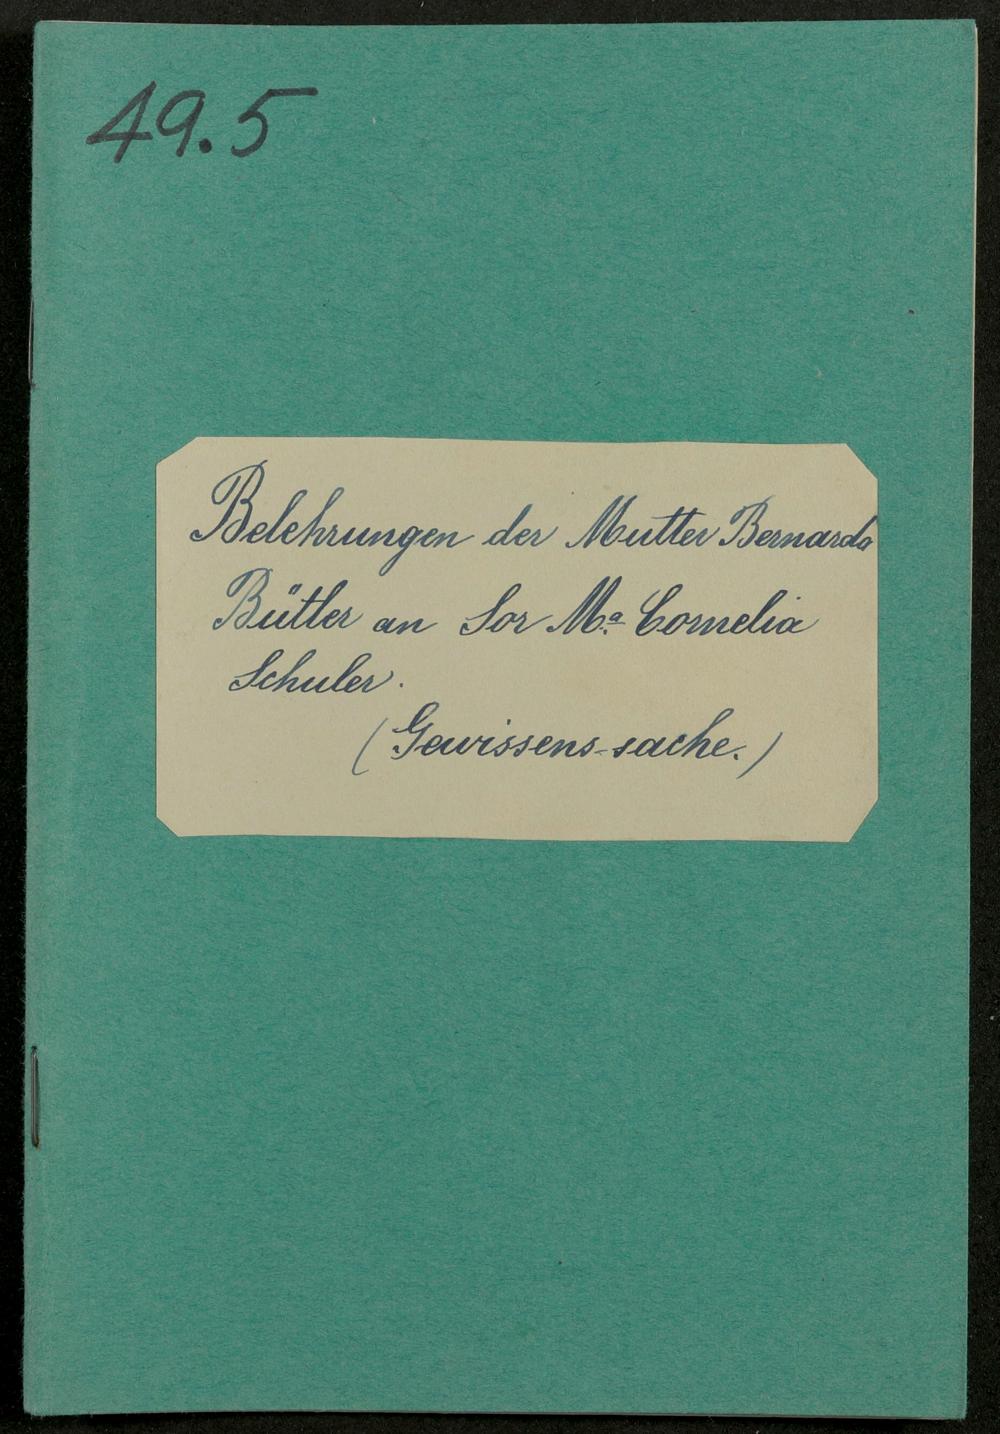 49.5
Belehrungen der Mutter Bernarda
Bütler an Sor Mª. Cornelia
Schuler.
(Gewissens-sache.)